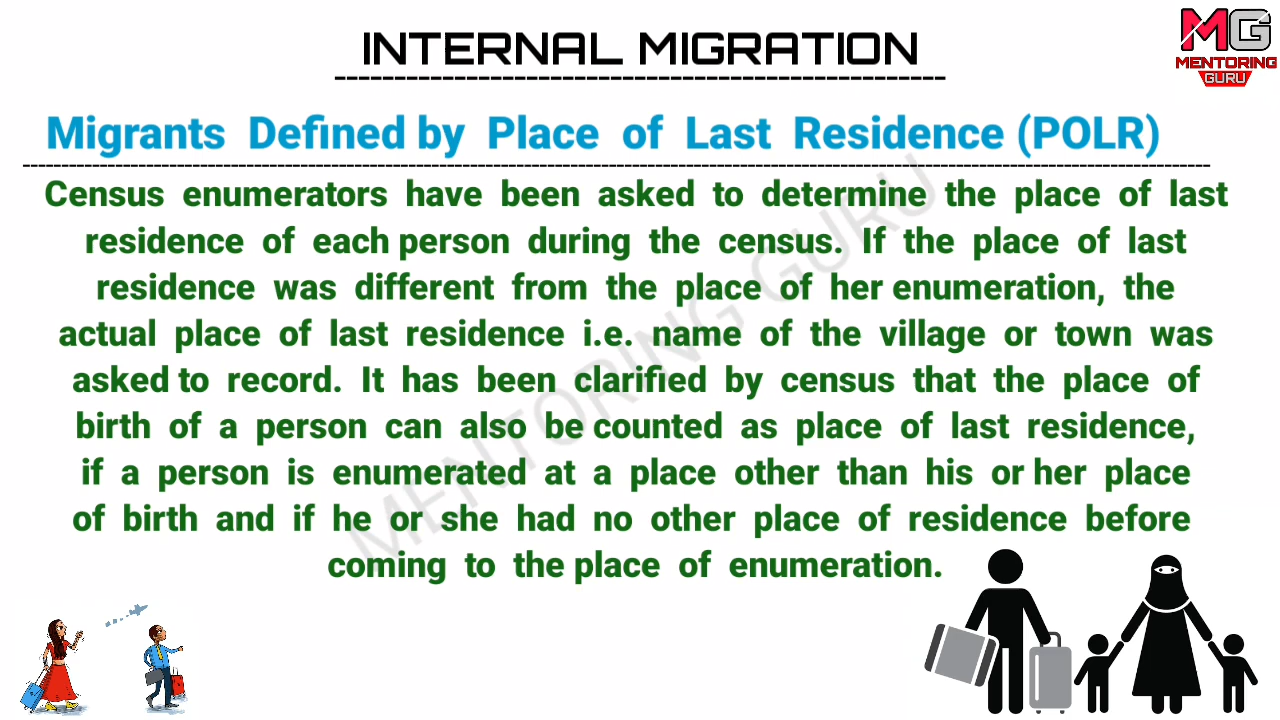 INTERNAL MIGRATION
MG
MENTORING
GURU
Migrants Defined by Place of Last Residence (POLR)
Census enumerators have been asked to determine the place of last
residence of each person during the census. If the place of last
residence was different from the place of her enumeration, the
actual place of last residence i.e. name of the village or town was
asked to record. It has been clarified by census that the place of
birth of a person can also be counted as place of last residence,
if a person is enumerated at a place other than his or her place
of birth and if he or she had no other place of residence before
coming to the place of enumeration.
MENTORING GURU